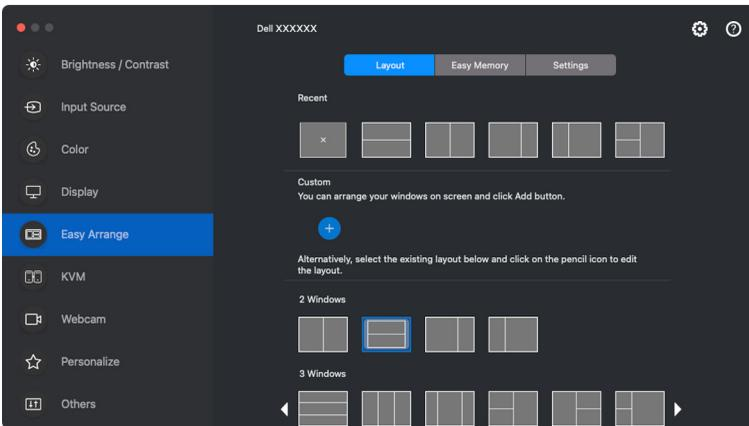 Dell XXXXXX
Brightness / Contrast
Input Source
Color
Display
Easy Arrange
KVM
Webcam
Personalize
Others
Layout Easy Memory Settings
Recent
Custom
You can arrange your windows on screen and click Add button.
Alternatively, select the existing layout below and click on the pencil icon to edit
the layout.
2 Windows
3 Windows